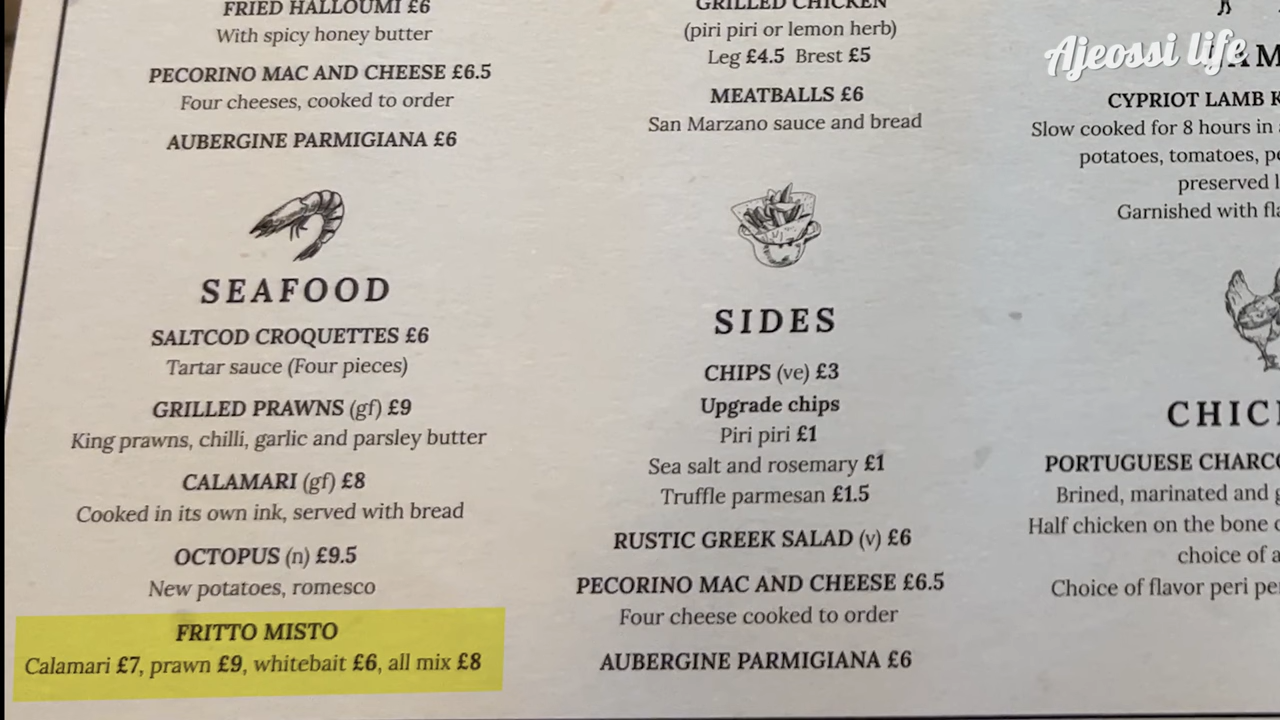 FRIED HALLOUMI £6
With spicy honey butter
PECORINO MAC AND CHEESE £6.5
Four cheeses, cooked to order
AUBERGINE PARMIGIANA £6
SEAFOOD
SALTCOD CROQUETTES £6
Tartar sauce (Four pieces)
GRILLED PRAWNS (gf) £9
King prawns, chilli, garlic and parsley butter
CALAMARI (gf) £8
Cooked in its own ink, served with bread
OCTOPUS (n) £9.5
New potatoes, romesco
FRITTO MISTO
Calamari £7, prawn £9, whitebait £6, all mix £8
GRILLED CHICKEN
(piri piri or lemon herb)
Leg £4.5 Brest £5
MEATBALLS £6
San Marzano sauce and bread
SIDES
CHIPS (ve) £3
Upgrade chips
Piri piri £1
Sea salt and rosemary £1
Truffle parmesan £1.5
RUSTIC GREEK SALAD (v) £6
PECORINO MAC AND CHEESE £6.5
Four cheese cooked to order
AUBERGINE PARMIGIANA £6
Ajeossi life
CYPRIOT LAMB K
Slow cooked for 8 hours in
potatoes, tomatoes,
preserved
Garnished with
CHIC
PORTUGUESE
Brined, marinated and
Half chicken on the bone
choice of
Choice of flavor peri